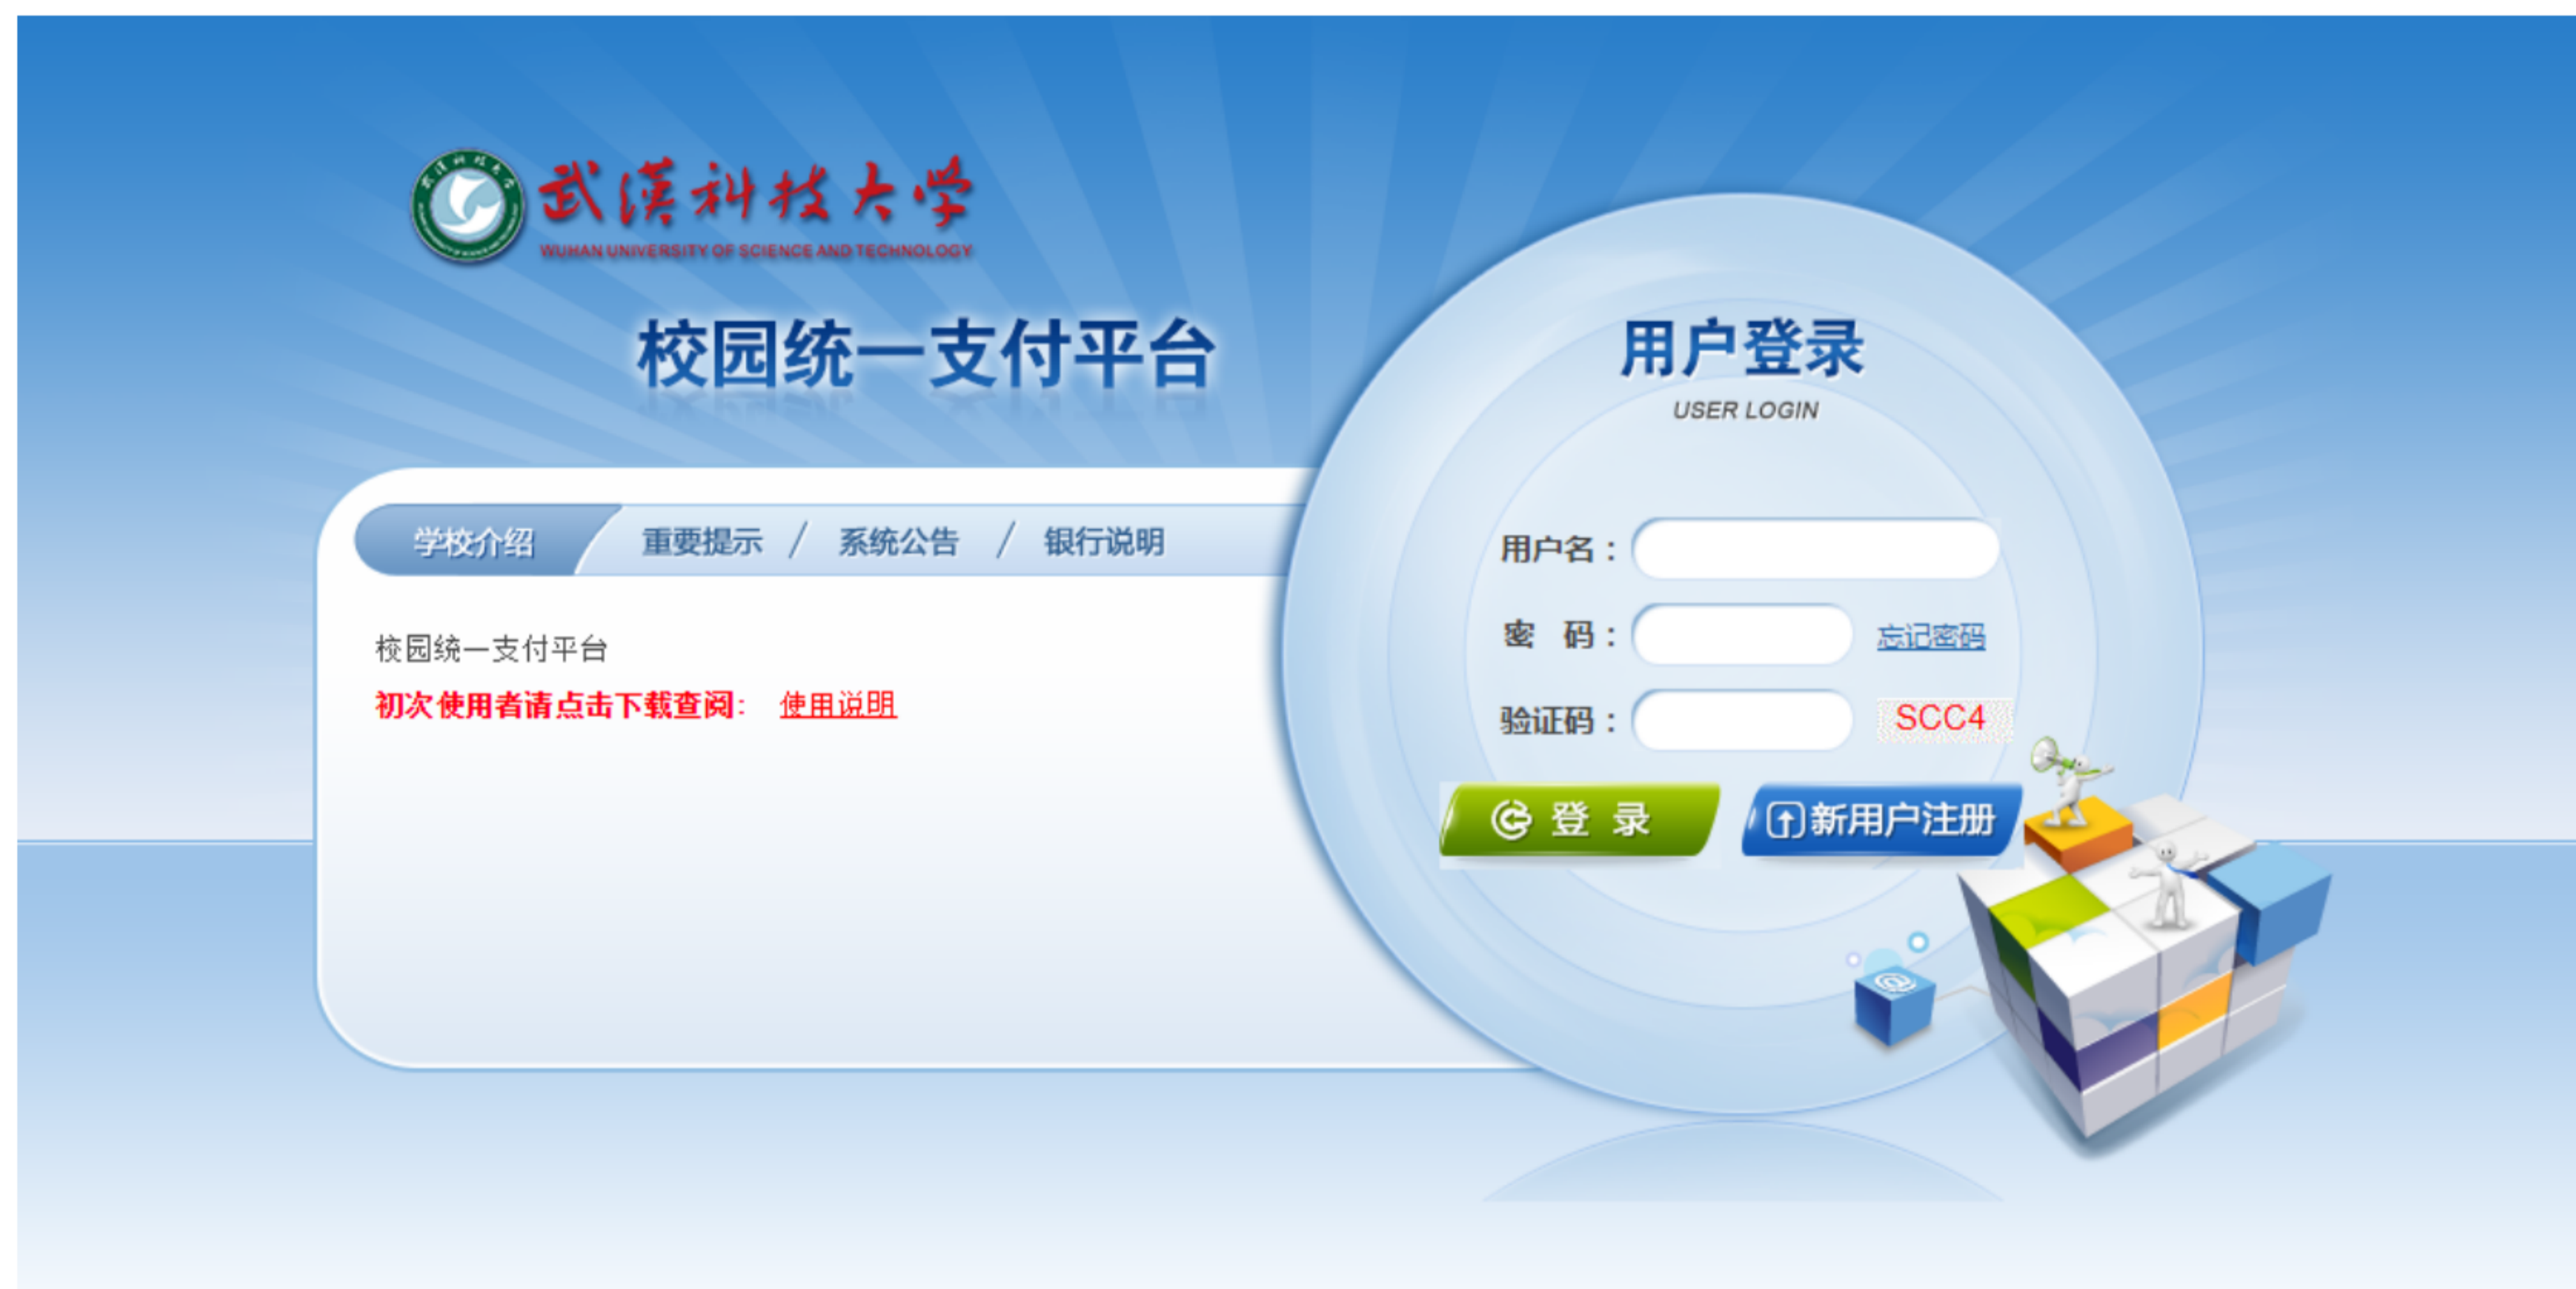 武汉科技大学
WUHAN UNIVERSITY OF SCIENCE AND TECHNOLOGY
校园统一支付平台
学校介绍 重要提示 / 系统公告 / 银行说明
校园统一支付平台
初次使用者请点击下载查阅： 使用说明
用户登录
USER LOGIN
用户名：
密 码： 忘记密码
验证码： SCC4
登 录 新用户注册
@